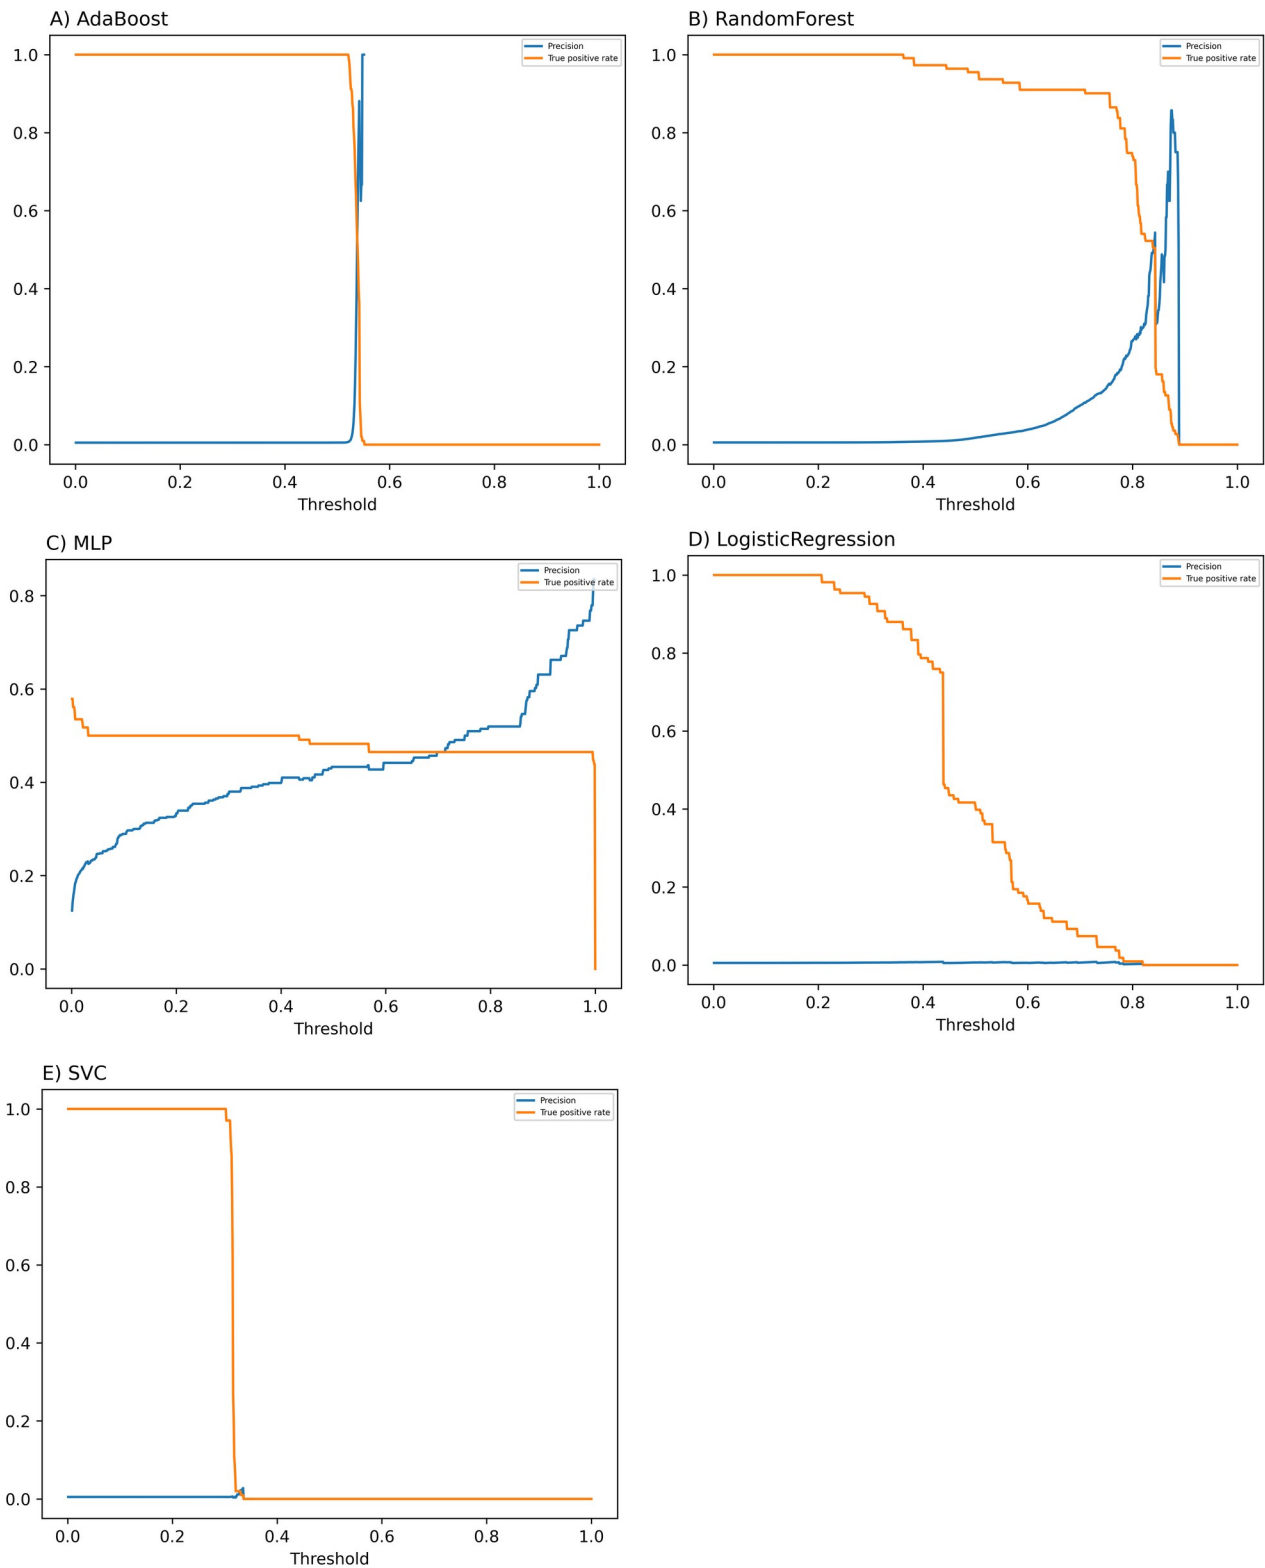 A) AdaBoost
Precision
True positive rate
1.0
0.8
0.6
0.4
0.2
0.0
0.0 0.2 0.4 0.6 0.8 1.0
Threshold
B) RandomForest
Precision
True positive rate
1.0
0.8
0.6
0.4
0.2
0.0
0.0 0.2 0.4 0.6 0.8 1.0
Threshold
C) MLP
Precision
True positive rate
0.8
0.6
0.4
0.2
0.0
0.0 0.2 0.4 0.6 0.8 1.0
Threshold
D) LogisticRegression
Precision
True positive rate
1.0
0.8
0.6
0.4
0.2
0.0
0.0 0.2 0.4 0.6 0.8 1.0
Threshold
E) SVC
Precision
True positive rate
1.0
0.8
0.6
0.4
0.2
0.0
0.0 0.2 0.4 0.6 0.8 1.0
Threshold